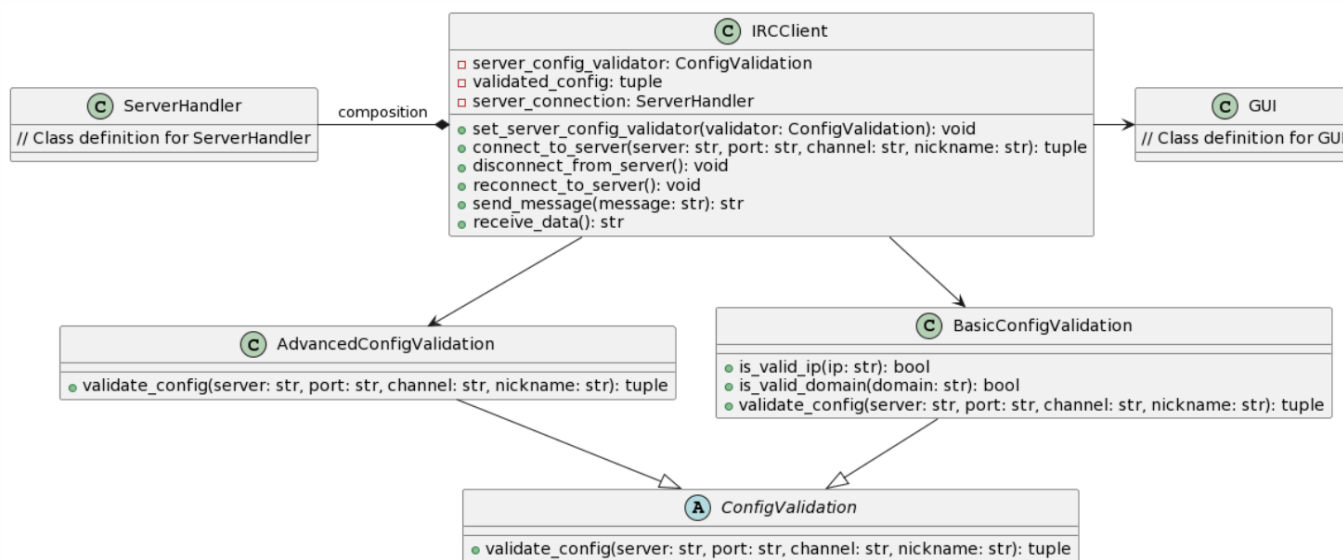 C IRCClient
server_config_validator: ConfigValidation
validated_config: tuple
server_connection: ServerHandler
set_server_config_validator(validator: ConfigValidation): void
connect_to_server(server: str, port: str, channel: str, nickname: str): tuple
disconnect_from_server(): void
reconnect_to_server(): void
send_message(message: str): str
receive_data(): str
C ServerHandler
// Class definition for ServerHandler
composition
C GUI
// Class definition for GUI
C AdvancedConfigValidation
validate_config(server: str, port: str, channel: str, nickname: str): tuple
C BasicConfigValidation
is_valid_ip(ip: str): bool
is_valid_domain(domain: str): bool
validate_config(server: str, port: str, channel: str, nickname: str): tuple
A ConfigValidation
validate_config(server: str, port: str, channel: str, nickname: str): tuple